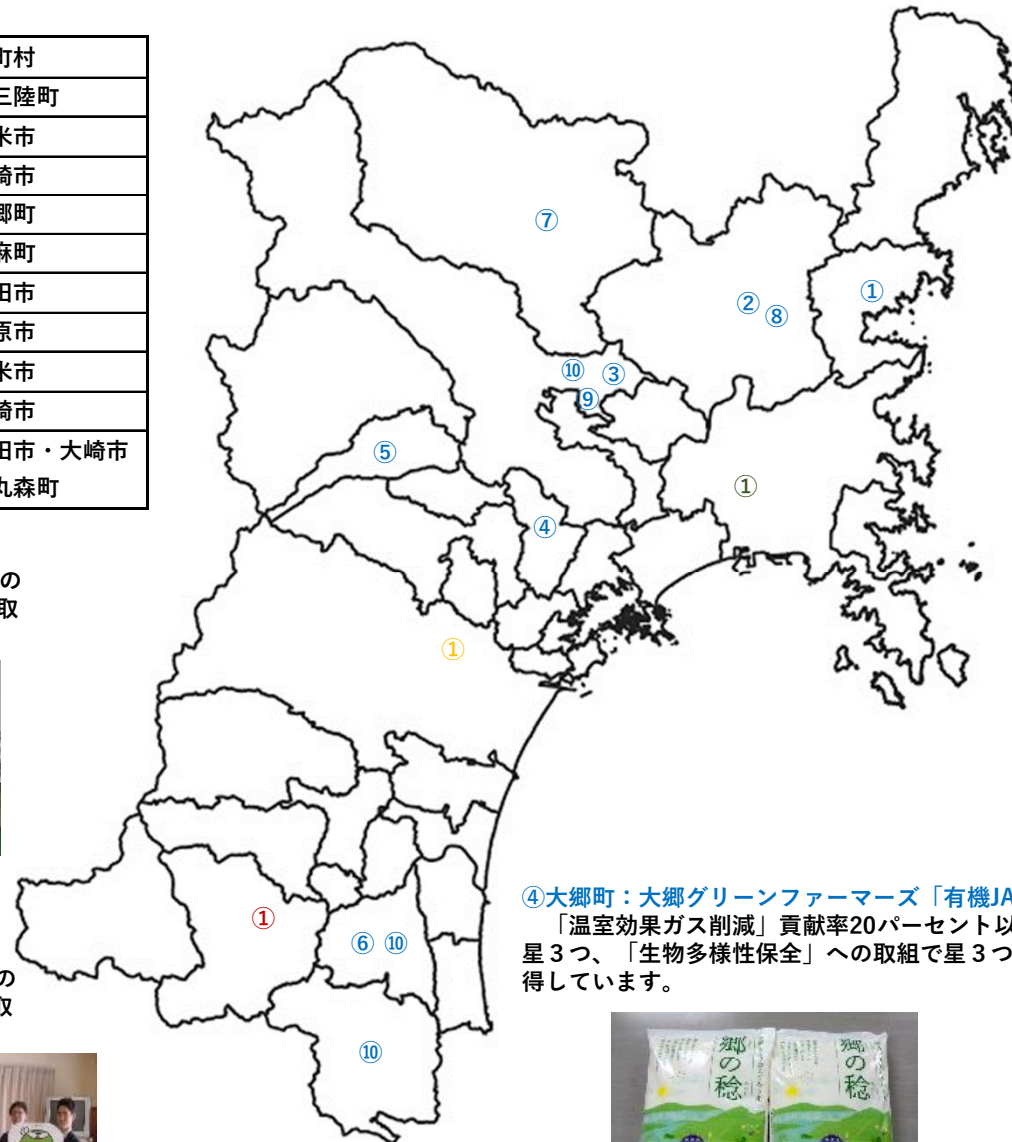 町村
三陸町
米市
崎市
郷町
麻町
田市
原市
米市
崎市
田市・大崎市
丸森町
の
取
⑦
①
②
⑧
⑩
③
⑨
⑤
①
④
①
①
⑥ ⑩
⑩
の
取
④大郷町：大郷グリーンファーマーズ「有機JA
「温室効果ガス削減」貢献率20パーセント以
星３つ、「生物多様性保全」への取組で星３つ
得しています。
郷の稔
郷の稔